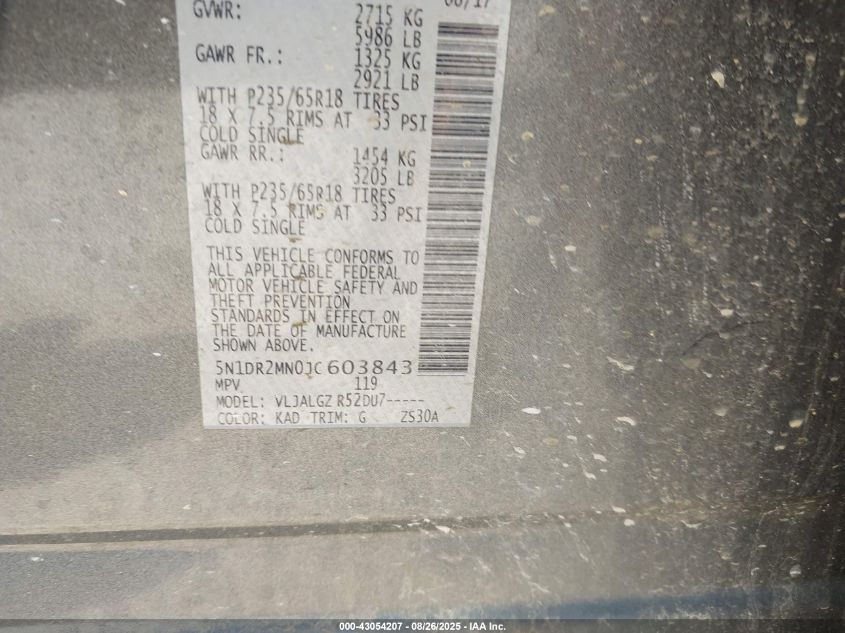 GVWR: 2715 KG
5986 LB
GAWR FR.: 1325 KG
2921 LB
WITH P235/65R18 TIRES
18 X 7.5 RIMS AT 33 PSI
COLD SINGLE
GAWR RR.: 1454 KG
3205 LB
WITH P235/65R18 TIRES
18 X 7.5 RIMS AT 33 PSI
COLD SINGLE
THIS VEHICLE CONFORMS TO
ALL APPLICABLE FEDERAL
MOTOR VEHICLE SAFETY AND
THEFT PREVENTION
STANDARDS IN EFFECT ON
THE DATE OF MANUFACTURE
SHOWN ABOVE.
5N1DR2MN0JC603843
MPV 119
MODEL: VLJALGZ R52DU7-----
COLOR: KAD TRIM: G ZS30A
000-43054207 - 08/26/2025 - IAA Inc.